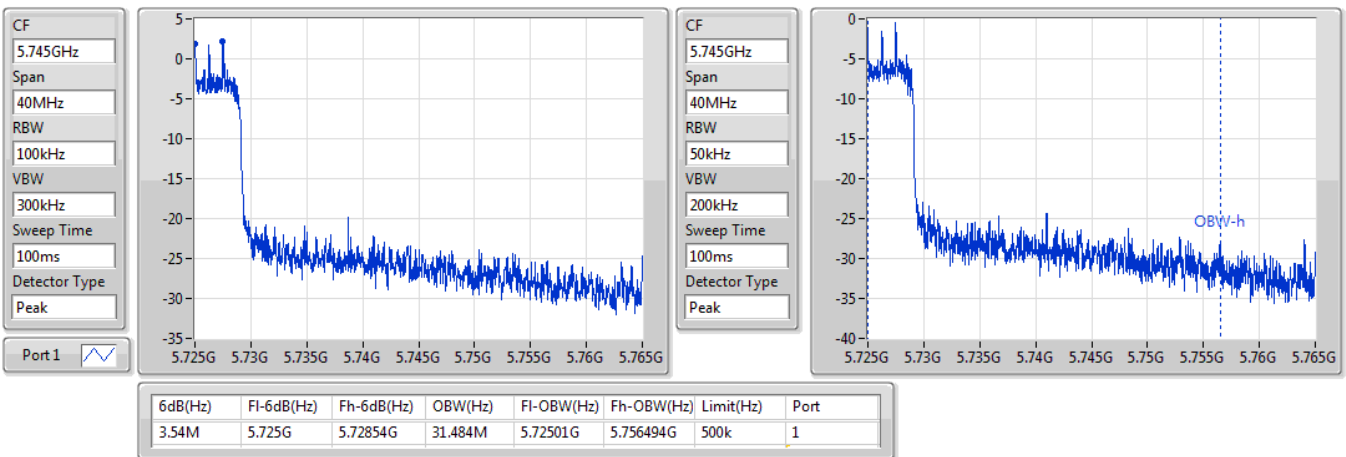 CF
5.745GHz
Span
40MHz
RBW
100kHz
VBW
300kHz
Sweep Time
100ms
Detector Type
Peak
Port 1
5
0
-5
-10
-15
-20
-25
-30
-35
5.725G 5.73G 5.735G 5.74G 5.745G 5.75G 5.755G 5.76G 5.765G
CF
5.745GHz
Span
40MHz
RBW
50kHz
VBW
200kHz
Sweep Time
100ms
Detector Type
Peak
0
-5
-10
-15
-20
-25
-30
-35
-40
OBW-h
5.725G 5.73G 5.735G 5.74G 5.745G 5.75G 5.755G 5.76G 5.765G
6dB(Hz) Fl-6dB(Hz) Fh-6dB(Hz) OBW(Hz) Fl-OBW(Hz) Fh-OBW(Hz) Limit(Hz) Port
3.54M 5.725G 5.72854G 31.484M 5.72501G 5.756494G 500k 1